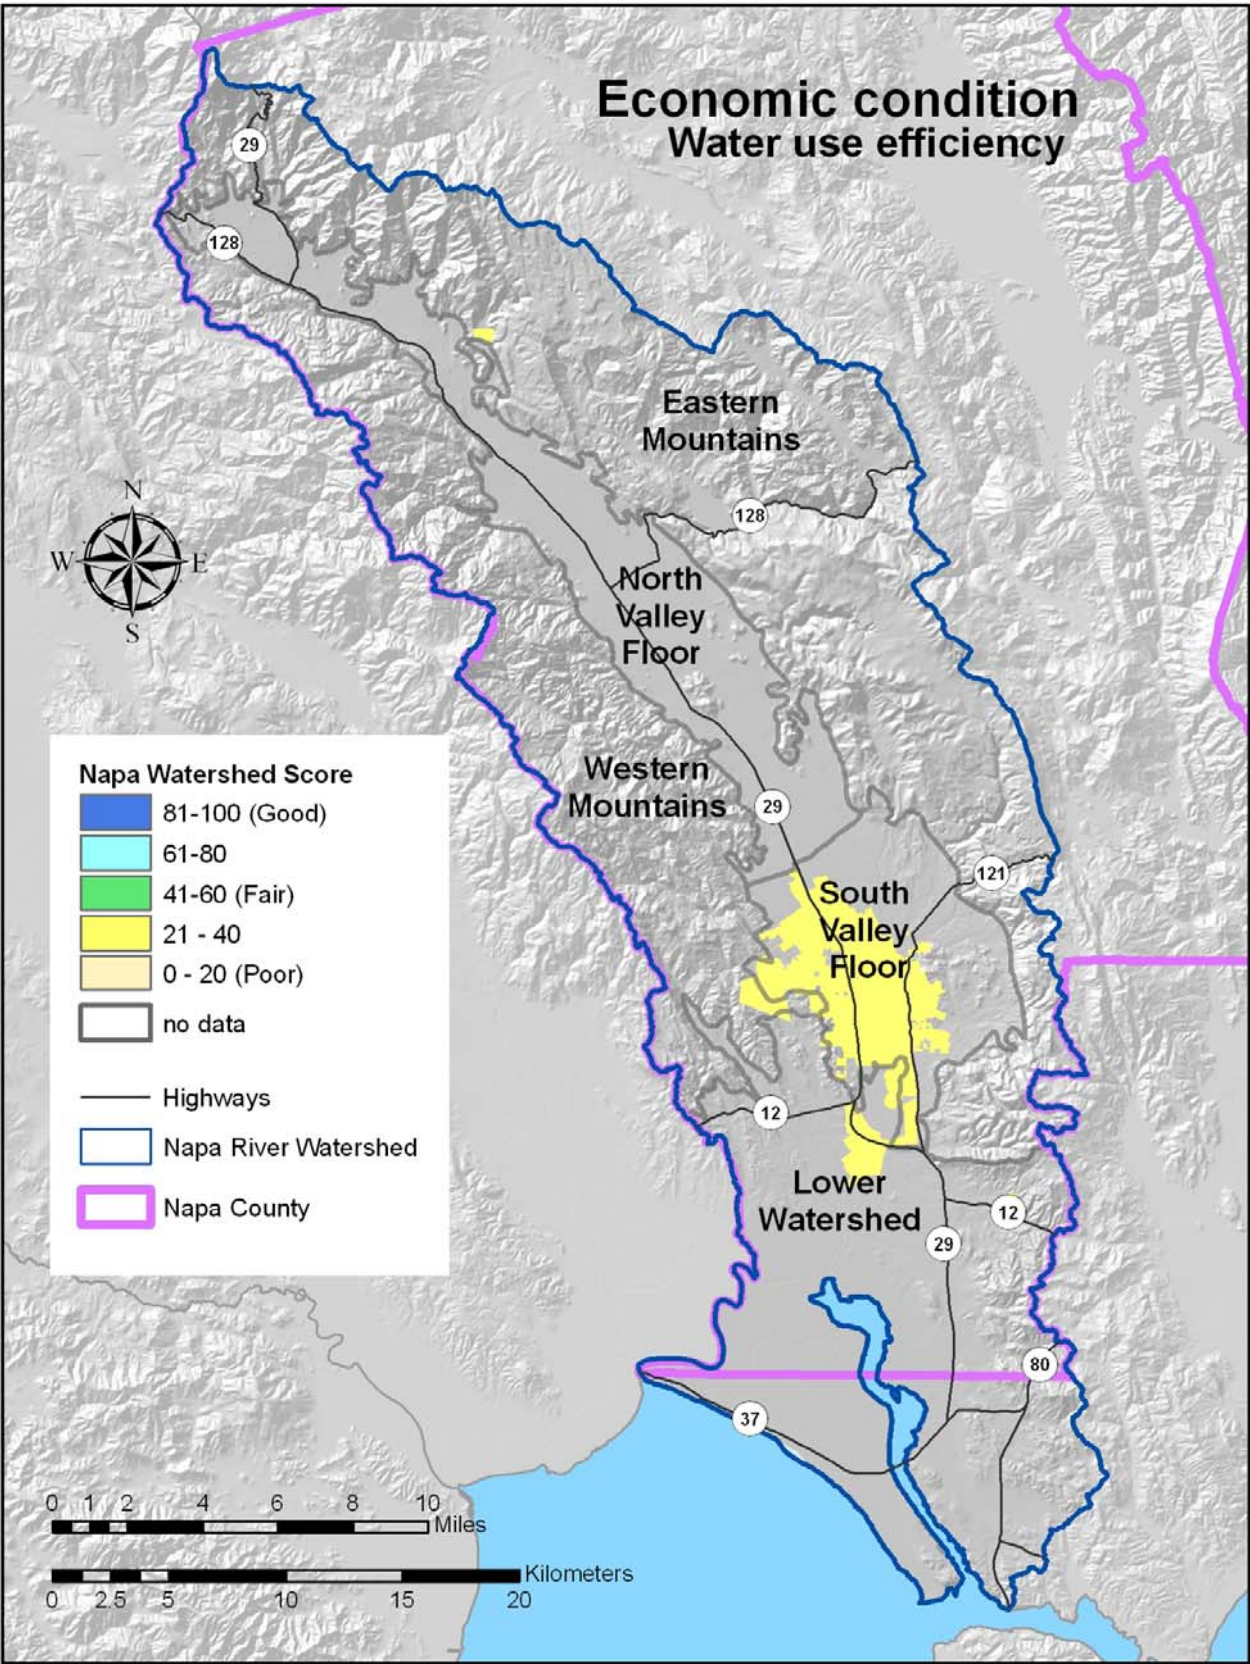 Economic condition
Water use efficiency
29
128
Eastern
Mountains
128
N
W E
S
North
Valley
Floor
Western
Mountains
29
Napa Watershed Score
81-100 (Good)
61-80
41-60 (Fair)
21 - 40
0 - 20 (Poor)
no data
Highways
Napa River Watershed
Napa County
121
South
Valley
Floor
12
Lower
Watershed
12
29
80
37
0 1 2 4 6 8 10
Miles
Kilometers
0 2.5 5 10 15 20